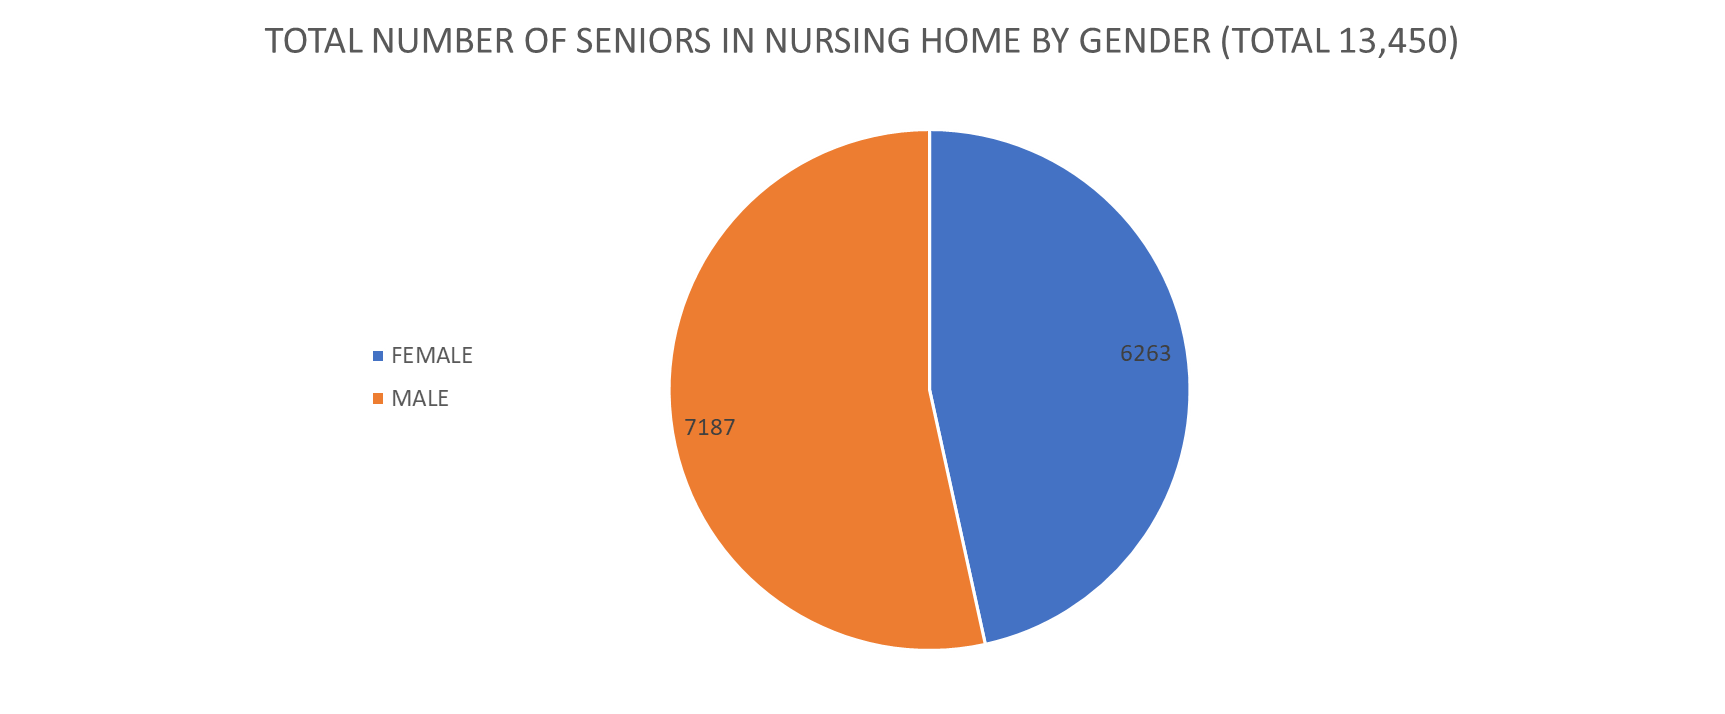 TOTAL NUMBER OF SENIORS IN NURSING HOME BY GENDER (TOTAL 13,450)
FEMALE
MALE
6263
7187